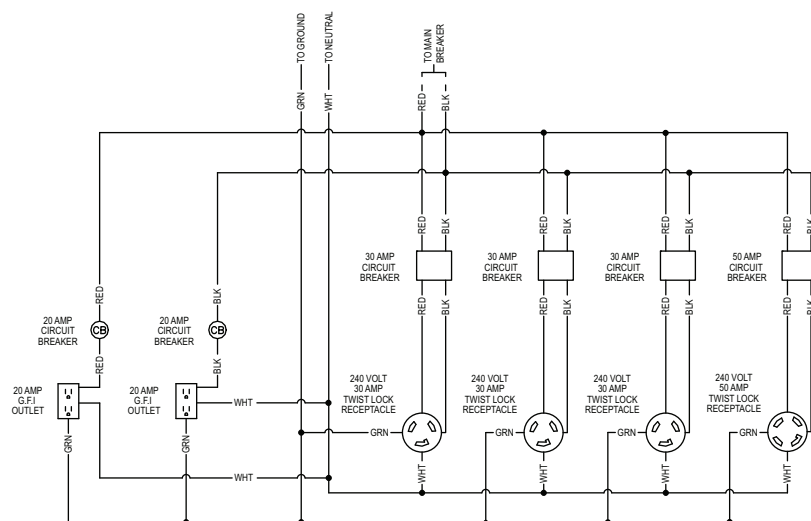 TO GROUND
TO NEUTRAL
TO MAIN
BREAKER
GRN
WHT
RED
BLK
RED
BLK
RED
BLK
RED
BLK
RED
BLK
30 AMP
CIRCUIT
BREAKER
30 AMP
CIRCUIT
BREAKER
30 AMP
CIRCUIT
BREAKER
50 AMP
CIRCUIT
BREAKER
RED
BLK
RED
BLK
RED
BLK
RED
BLK
RED
BLK
20 AMP
CIRCUIT
BREAKER
CB
20 AMP
CIRCUIT
BREAKER
CB
RED
BLK
20 AMP
G.F.I
OUTLET
20 AMP
G.F.I
OUTLET
240 VOLT
30 AMP
TWIST LOCK
RECEPTACLE
240 VOLT
30 AMP
TWIST LOCK
RECEPTACLE
240 VOLT
30 AMP
TWIST LOCK
RECEPTACLE
240 VOLT
50 AMP
TWIST LOCK
RECEPTACLE
WHT
GRN
GRN
GRN
GRN
GRN
GRN
WHT
WHT
WHT
WHT
WHT